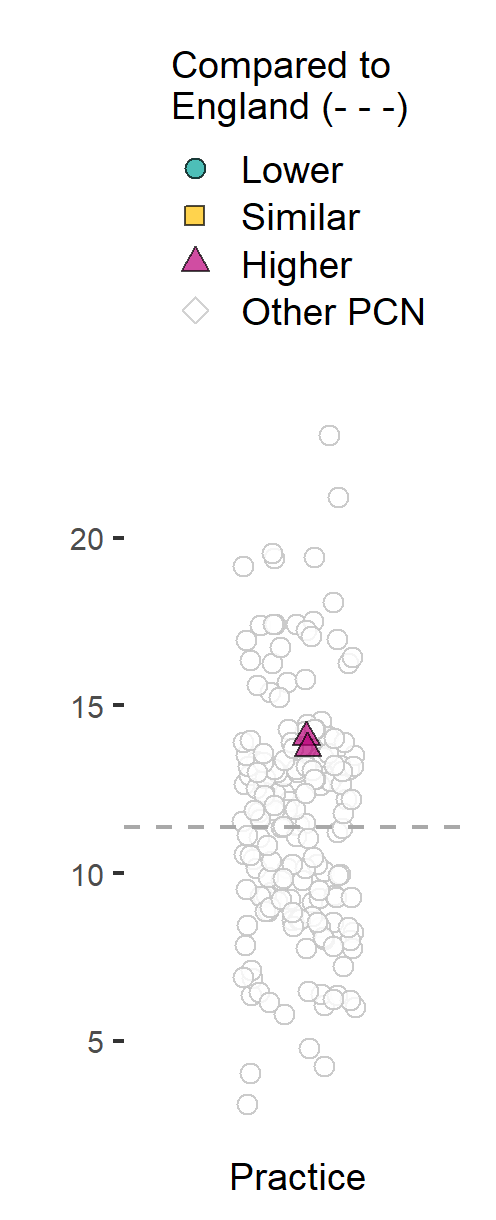 Compared to
England (- - -)
Lower
Similar
Higher
Other PCN
20
15
10
5
Practice